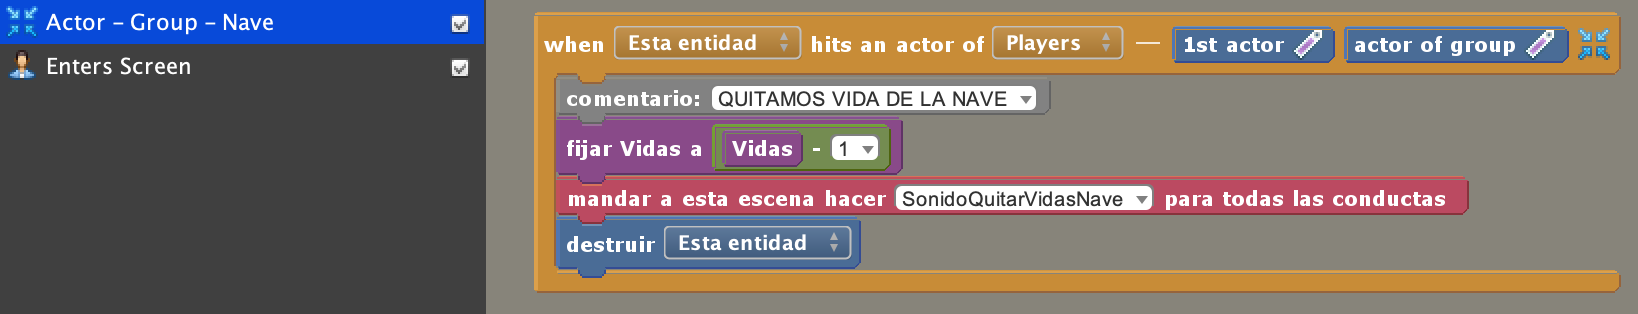 Actor – Group – Nave
Enters Screen
when Esta entidad hits an actor of Players — 1st actor actor of group
comentario: QUITAMOS VIDA DE LA NAVE
fijar Vidas a Vidas - 1
mandar a esta escena hacer SonidoQuitarVidasNave para todas las conductas
destruir Esta entidad